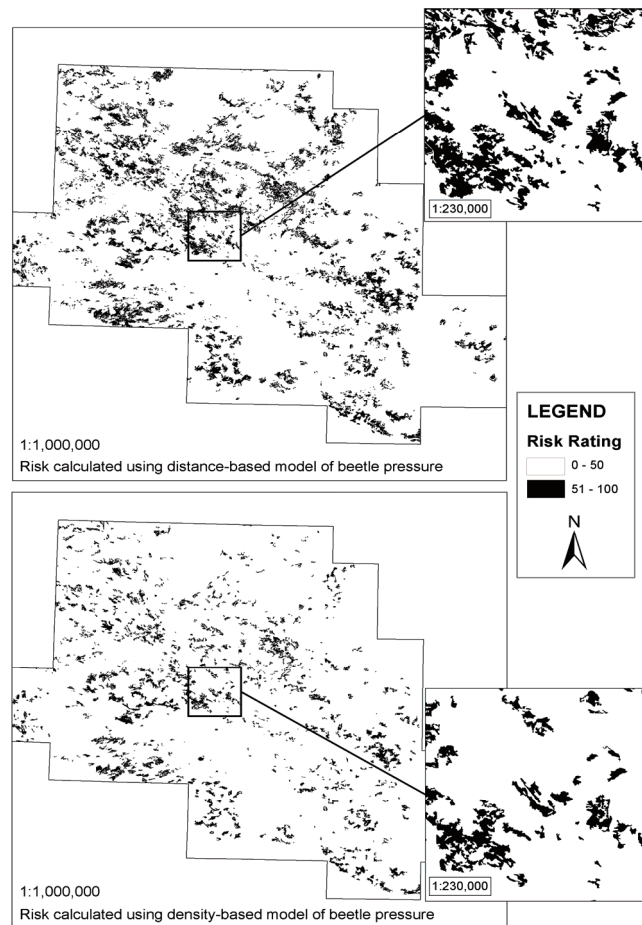 1:230,000
1:1,000,000
Risk calculated using distance-based model of beetle pressure
LEGEND
Risk Rating
0 - 50
51 - 100
N
1:230,000
1:1,000,000
Risk calculated using density-based model of beetle pressure